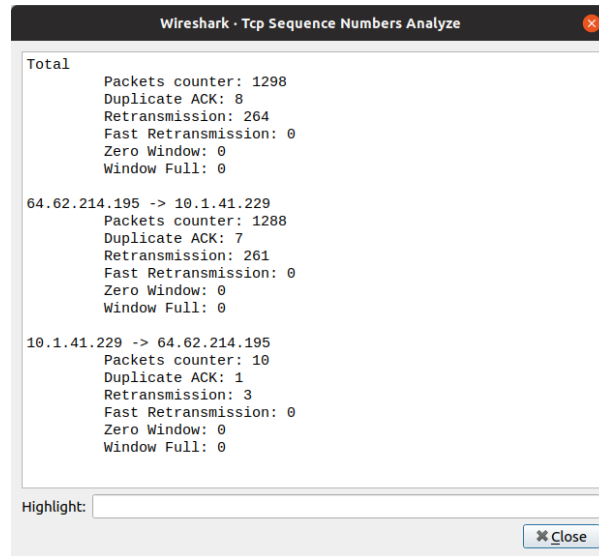 Wireshark · Tcp Sequence Numbers Analyze
Total
Packets counter: 1298
Duplicate ACK: 8
Retransmission: 264
Fast Retransmission: 0
Zero Window: 0
Window Full: 0
64.62.214.195 -> 10.1.41.229
Packets counter: 1288
Duplicate ACK: 7
Retransmission: 261
Fast Retransmission: 0
Zero Window: 0
Window Full: 0
10.1.41.229 -> 64.62.214.195
Packets counter: 10
Duplicate ACK: 1
Retransmission: 3
Fast Retransmission: 0
Zero Window: 0
Window Full: 0
Highlight:
Close